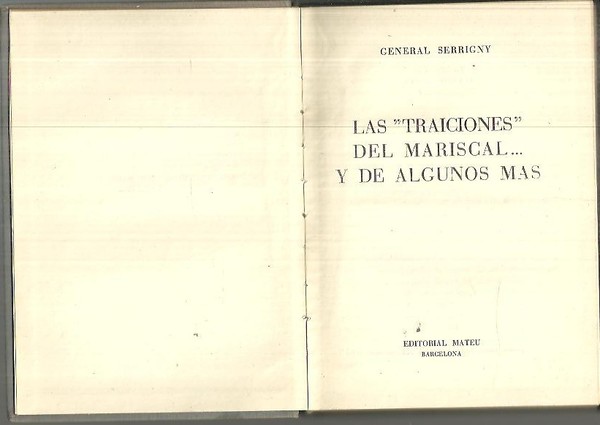 GENERAL SERRIGNY
LAS "TRAICIONES"
DEL MARISCAL...
Y DE ALGUNOS MAS
EDITORIAL MATEU
BARCELONA